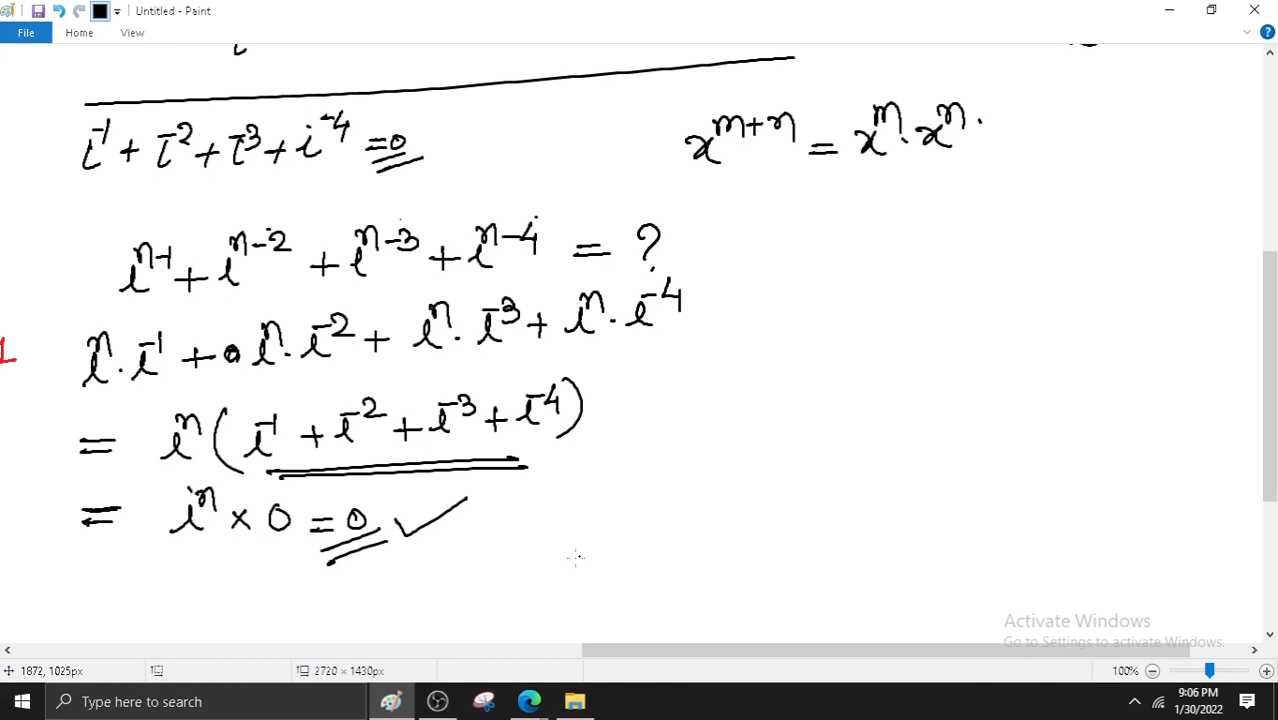 Untitled - Paint
File Home View
i⁻¹ + i⁻² + i⁻³ + i⁻⁴ = 0
x^(m+n) = x^m · x^n .
i^(n-1) + i^(n-2) + i^(n-3) + i^(n-4) = ?
i^n · i⁻¹ + i^n · i⁻² + i^n · i⁻³ + i^n · i⁻⁴
= i^n ( i⁻¹ + i⁻² + i⁻³ + i⁻⁴ )
= i^n × 0 = 0 ✓
Activate Windows
Go to Settings to activate Windows.
1872, 1025px
2720 × 1430px
100%
Type here to search
9:06 PM
1/30/2022